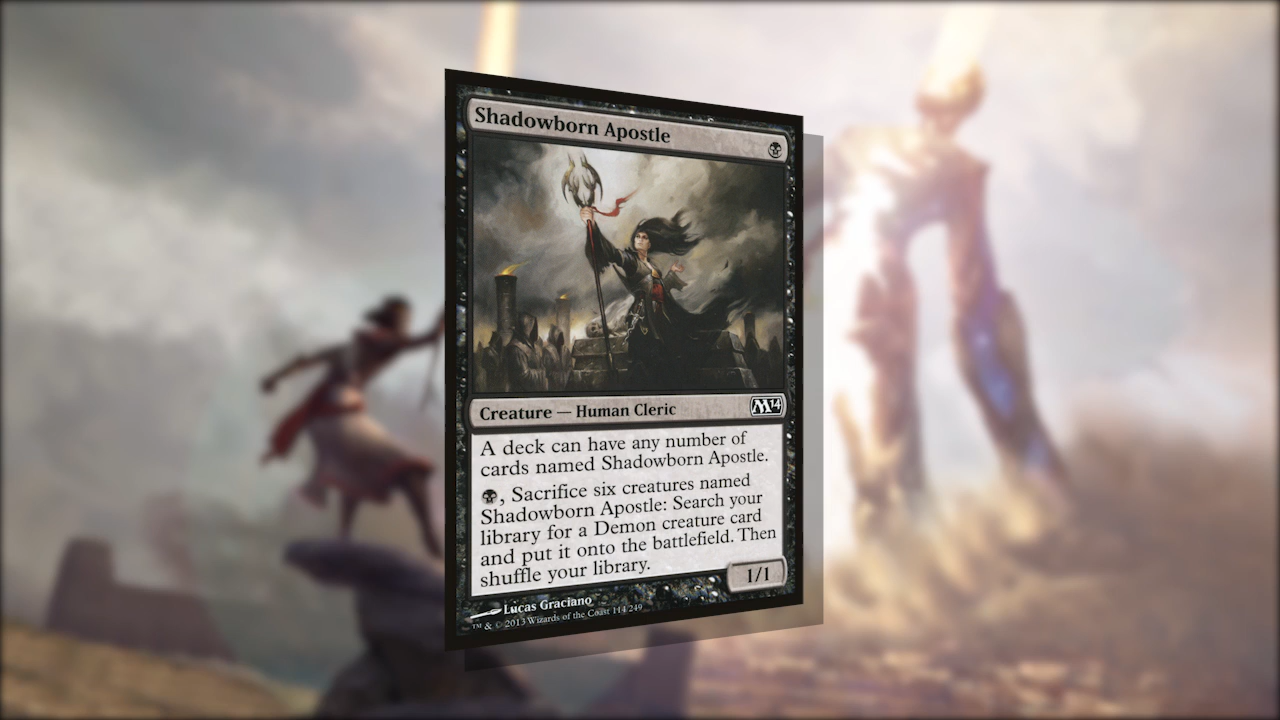 Shadowborn Apostle
Creature — Human Cleric
M14
A deck can have any number of
cards named Shadowborn Apostle.
, Sacrifice six creatures named
Shadowborn Apostle: Search your
library for a Demon creature card
and put it onto the battlefield. Then
shuffle your library.
1/1
Lucas Graciano
™ & © 2013 Wizards of the Coast 114/249